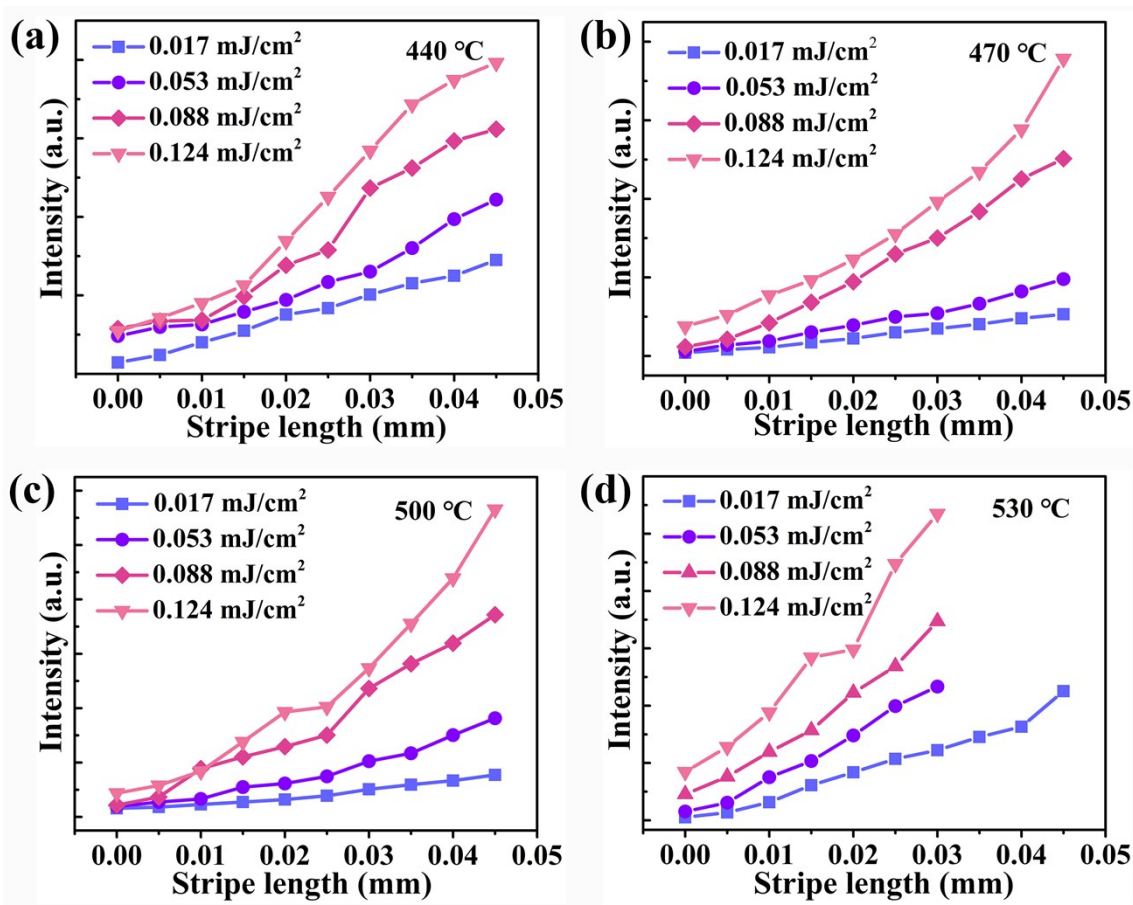 (a)
0.017 mJ/cm²
440 ℃
0.053 mJ/cm²
0.088 mJ/cm²
0.124 mJ/cm²
Intensity (a.u.)
0.00 0.01 0.02 0.03 0.04 0.05
Stripe length (mm)
(b)
0.017 mJ/cm²
470 ℃
0.053 mJ/cm²
0.088 mJ/cm²
0.124 mJ/cm²
Intensity (a.u.)
0.00 0.01 0.02 0.03 0.04 0.05
Stripe length (mm)
(c)
0.017 mJ/cm²
500 ℃
0.053 mJ/cm²
0.088 mJ/cm²
0.124 mJ/cm²
Intensity (a.u.)
0.00 0.01 0.02 0.03 0.04 0.05
Stripe length (mm)
(d)
0.017 mJ/cm²
530 ℃
0.053 mJ/cm²
0.088 mJ/cm²
0.124 mJ/cm²
Intensity (a.u.)
0.00 0.01 0.02 0.03 0.04 0.05
Stripe length (mm)